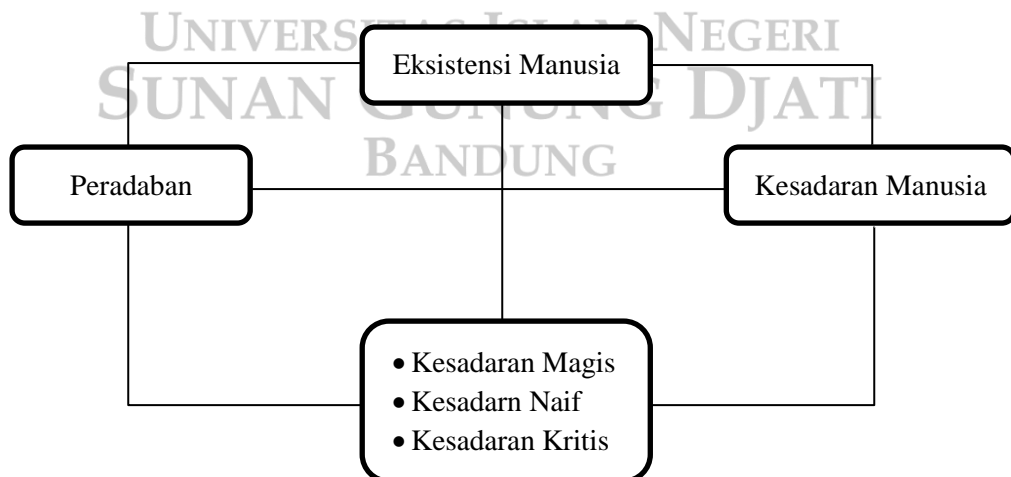 UNIVERSITAS ISLAM NEGERI
Eksistensi Manusia
SUNAN GUNUNG DJATI
BANDUNG
Peradaban
Kesadaran Manusia
• Kesadaran Magis
• Kesadarn Naif
• Kesadaran Kritis